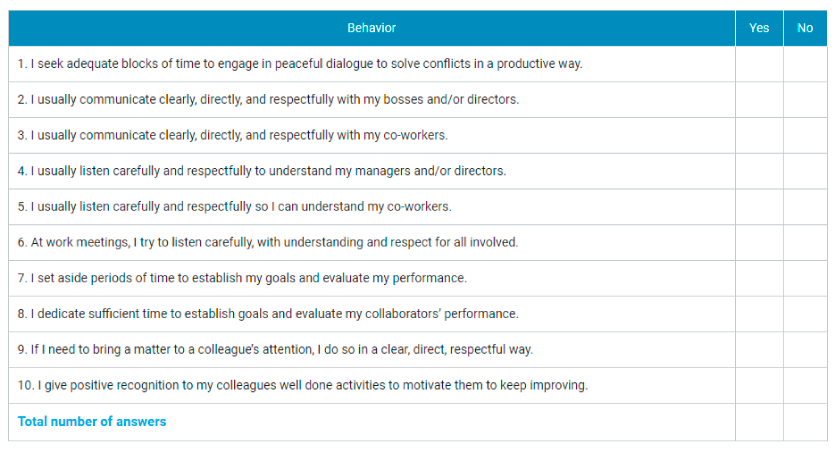 Behavior Yes No
1. I seek adequate blocks of time to engage in peaceful dialogue to solve conflicts in a productive way.
2. I usually communicate clearly, directly, and respectfully with my bosses and/or directors.
3. I usually communicate clearly, directly, and respectfully with my co-workers.
4. I usually listen carefully and respectfully to understand my managers and/or directors.
5. I usually listen carefully and respectfully so I can understand my co-workers.
6. At work meetings, I try to listen carefully, with understanding and respect for all involved.
7. I set aside periods of time to establish my goals and evaluate my performance.
8. I dedicate sufficient time to establish goals and evaluate my collaborators' performance.
9. If I need to bring a matter to a colleague's attention, I do so in a clear, direct, respectful way.
10. I give positive recognition to my colleagues well done activities to motivate them to keep improving.
Total number of answers